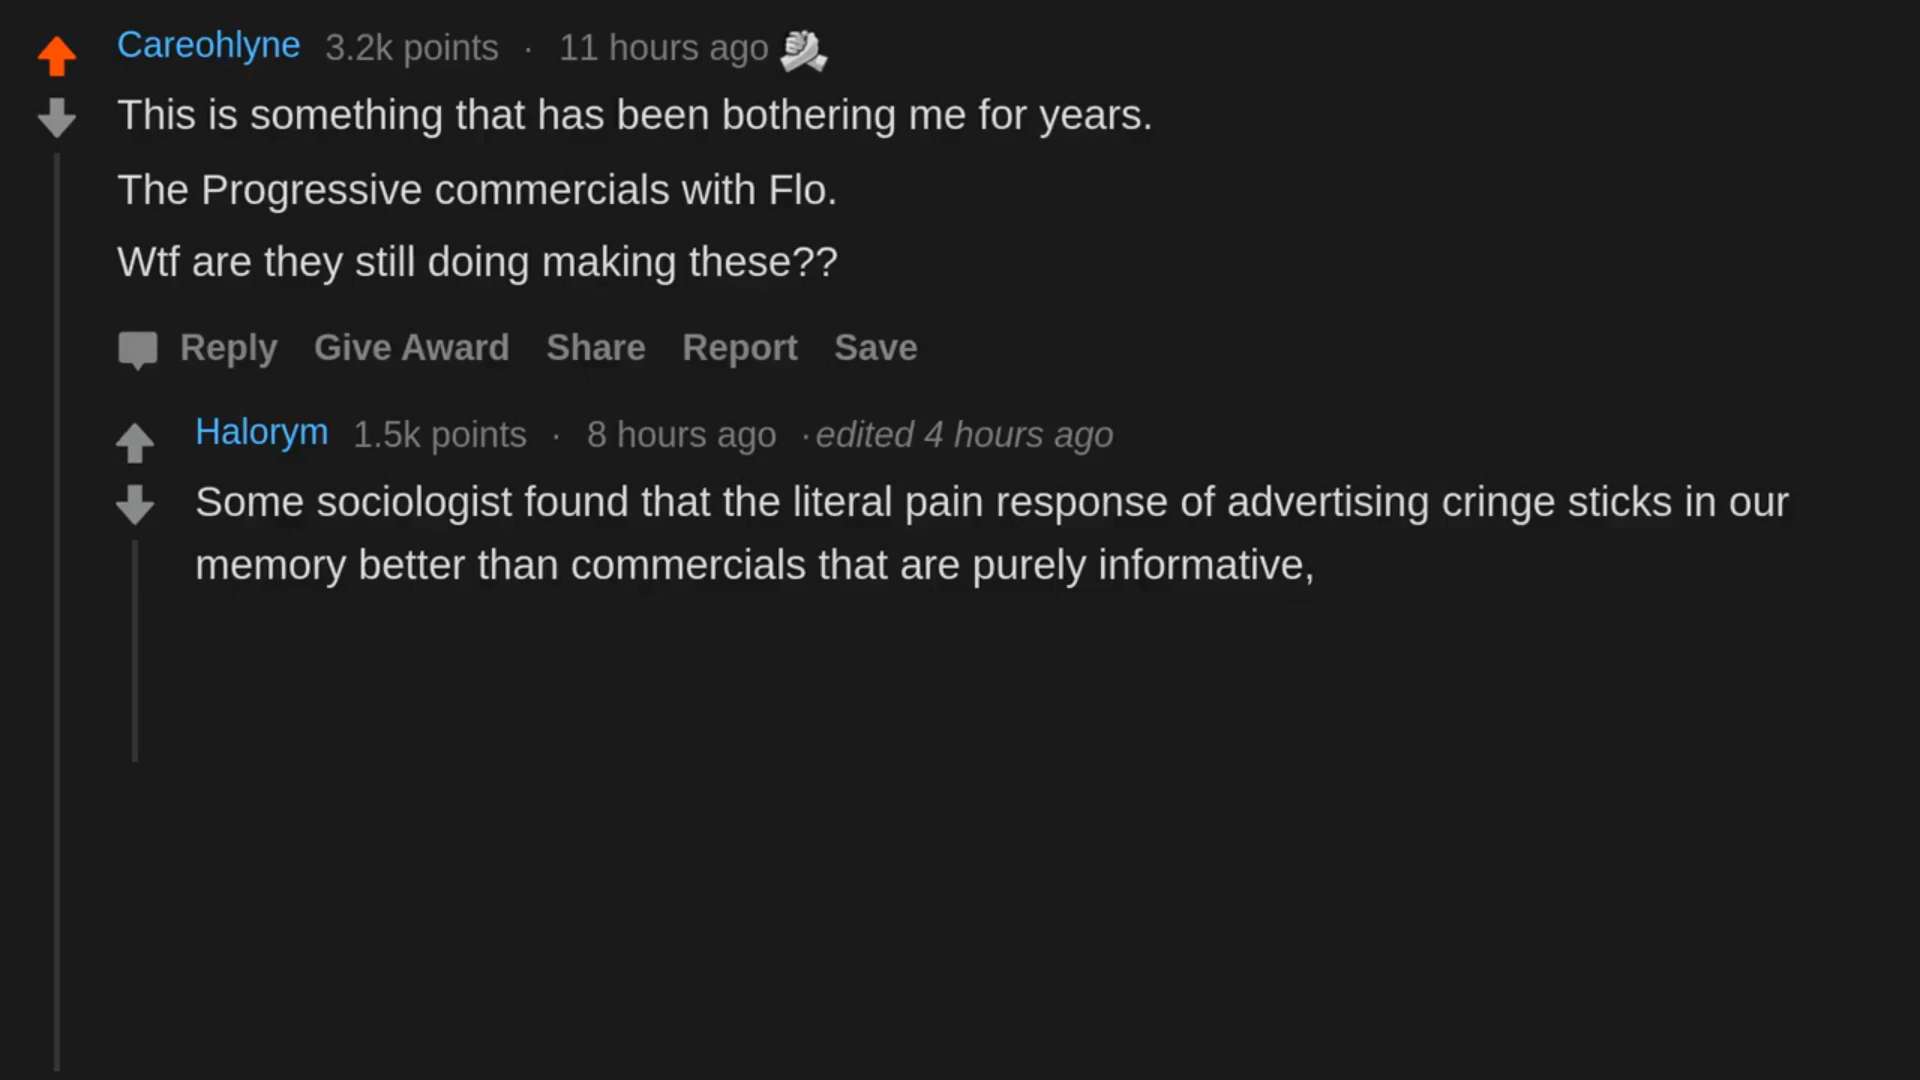 Careohlyne 3.2k points · 11 hours ago
This is something that has been bothering me for years.
The Progressive commercials with Flo.
Wtf are they still doing making these??
Reply Give Award Share Report Save
Halorym 1.5k points · 8 hours ago · edited 4 hours ago
Some sociologist found that the literal pain response of advertising cringe sticks in our
memory better than commercials that are purely informative,